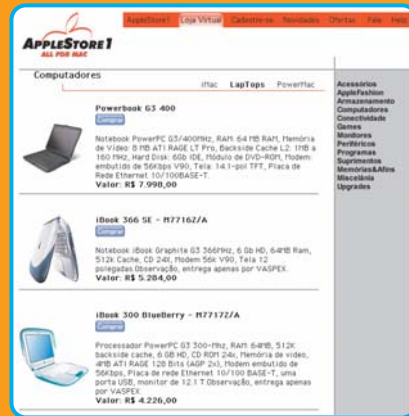 AppleStore1 Loja Virtual Cadastre-se Novidades Ofertas Fale Help
APPLESTORE1
ALL FOR MAC
Computadores
iMac LapTops PowerMac
Powerbook G3 400
Comprar
Notebook PowerPC G3/400MHz, RAM: 64 MB RAM, Memória
de Vídeo: 8 MB ATI RAGE LT Pro, Backside Cache L2: 1MB a
160 MHz, Hard Disk: 6Gb IDE, Módulo de DVD-ROM, Modem:
embutido de 56Kbps V90, Tela: 14.1-pol TFT, Placa de
Rede Ethernet 10/100BASE-T.
Valor: R$ 7.998,00
iBook 366 SE - M7716Z/A
Comprar
Notebook iBook Graphite G3 366MHz, 6 Gb HD, 64MB Ram,
512k Cache, CD 24X, Modem 56k V90, Tela 12
polegadas.Observação, entrega apenas por VASPEX.
Valor: R$ 5.284,00
iBook 300 BlueBerry - M7717Z/A
Comprar
Processador PowerPC G3 300-Mhz, RAM: 64MB, 512K
backside cache, 6 GB HD, CD ROM 24x, Memória de vídeo,
4MB ATI RAGE 128 Bits (AGP 2x), Modem embutido de
56Kbps, Placa de rede Ethernet 10/100 BASE-T, uma
porta USB, monitor de 12.1 T Observação, entrega apenas
por VASPEX.
Valor: R$ 4.226,00
Acessórios
AppleFashion
Armazenamento
Computadores
Conectividade
Games
Monitores
Periféricos
Programas
Suprimentos
Memórias&Afins
Miscelânia
Upgrades